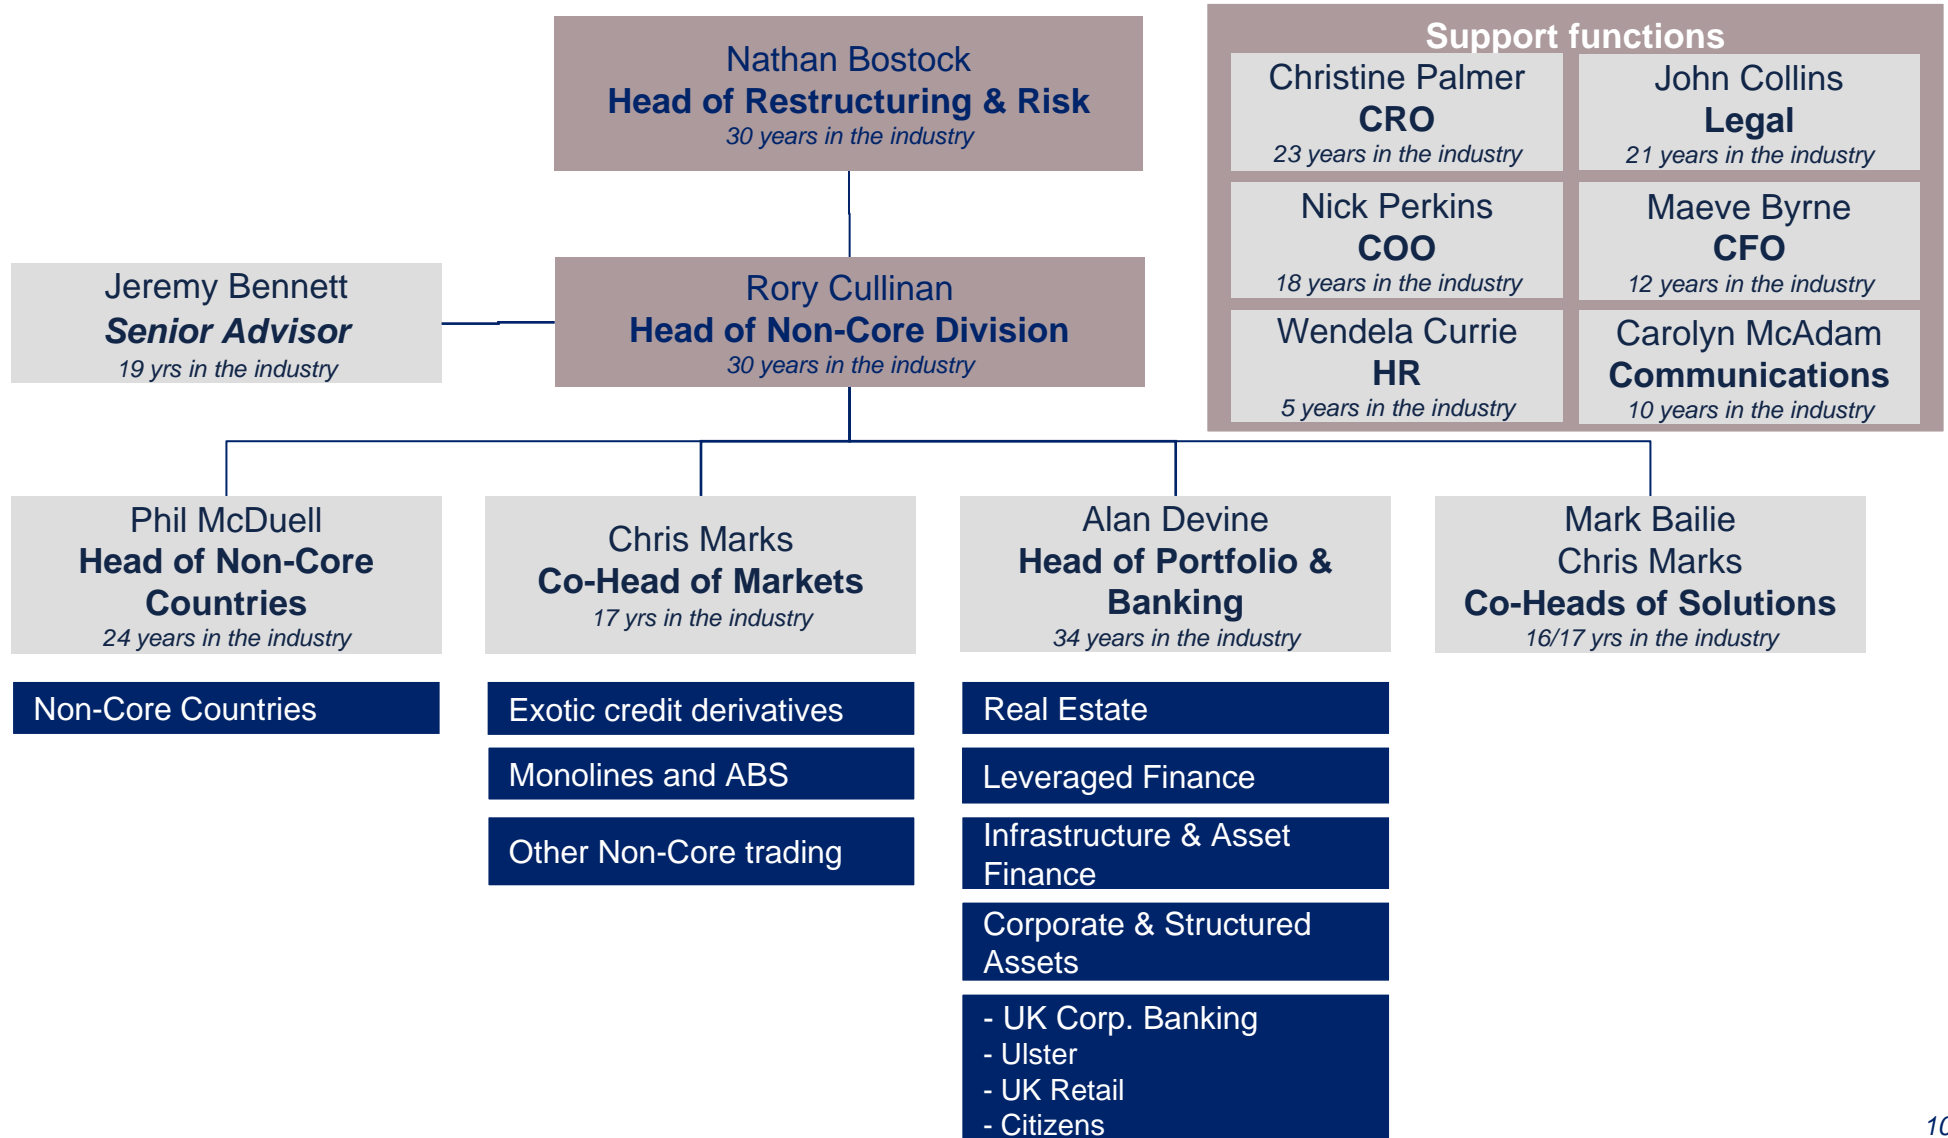 Nathan Bostock
Head of Restructuring & Risk
30 years in the industry
Support functions
Christine Palmer
CRO
23 years in the industry
John Collins
Legal
21 years in the industry
Nick Perkins
COO
18 years in the industry
Maeve Byrne
CFO
12 years in the industry
Wendela Currie
HR
5 years in the industry
Carolyn McAdam
Communications
10 years in the industry
Jeremy Bennett
Senior Advisor
19 yrs in the industry
Rory Cullinan
Head of Non-Core Division
30 years in the industry
Phil McDuell
Head of Non-Core
Countries
24 years in the industry
Chris Marks
Co-Head of Markets
17 yrs in the industry
Alan Devine
Head of Portfolio &
Banking
34 years in the industry
Mark Bailie
Chris Marks
Co-Heads of Solutions
16/17 yrs in the industry
Non-Core Countries
Exotic credit derivatives
Monolines and ABS
Other Non-Core trading
Real Estate
Leveraged Finance
Infrastructure & Asset
Finance
Corporate & Structured
Assets
- UK Corp. Banking
- Ulster
- UK Retail
- Citizens
10